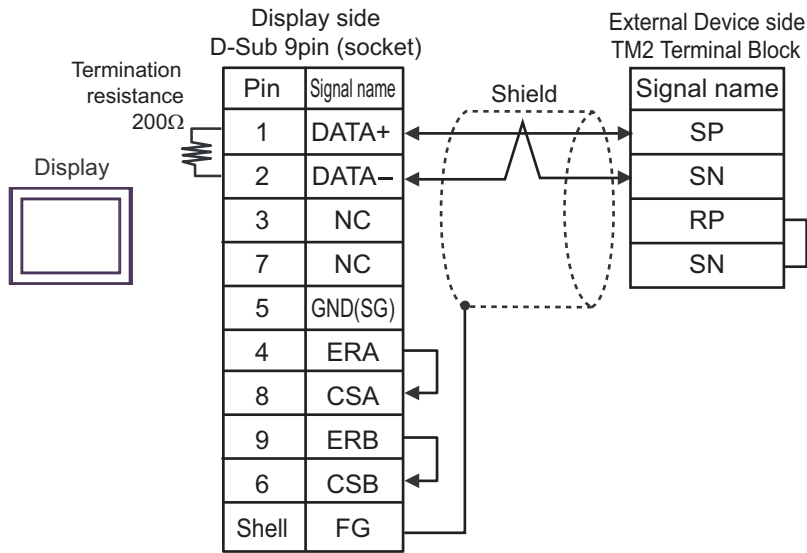 Display side
D-Sub 9pin (socket)
External Device side
TM2 Terminal Block
Termination
resistance
200Ω
Display
Shield
Pin Signal name
1 DATA+
2 DATA−
3 NC
7 NC
5 GND(SG)
4 ERA
8 CSA
9 ERB
6 CSB
Shell FG
Signal name
SP
SN
RP
SN